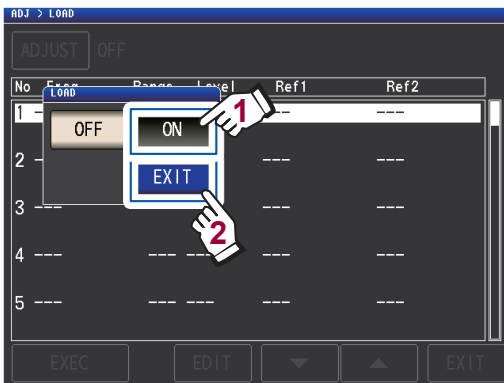 ADJ > LOAD
ADJUST OFF
No Freq Range Level Ref1 Ref2
LOAD
1 --- ---
OFF ON 1
2 --- --- ---
EXIT
3 --- --- ---
2
4 --- --- --- --- ---
5 --- --- --- --- ---
EXEC EDIT ▼ ▲ EXIT